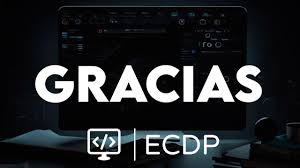 GRACIAS
</> | ECDP